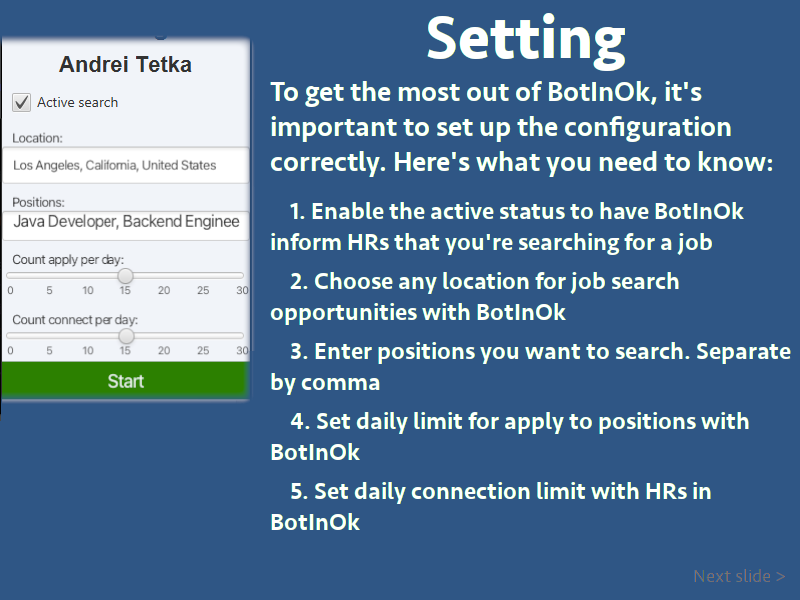 Andrei Tetka
Active search
Location:
Los Angeles, California, United States
Positions:
Java Developer, Backend Enginee
Count apply per day:
0 5 10 15 20 25 30
Count connect per day:
0 5 10 15 20 25 30
Start
Setting
To get the most out of BotInOk, it's
important to set up the configuration
correctly. Here's what you need to know:
1. Enable the active status to have BotInOk
inform HRs that you're searching for a job
2. Choose any location for job search
opportunities with BotInOk
3. Enter positions you want to search. Separate
by comma
4. Set daily limit for apply to positions with
BotInOk
5. Set daily connection limit with HRs in
BotInOk
Next slide >